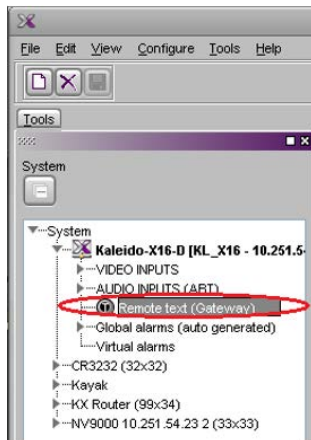 File Edit View Configure Tools Help
Tools
System
System
Kaleido-X16-D [KL_X16 - 10.251.5
VIDEO INPUTS
AUDIO INPUTS (ABT)
Remote text (Gateway)
Global alarms (auto generated)
Virtual alarms
CR3232 (32x32)
Kayak
KX Router (99x34)
NV9000 10.251.54.23 2 (33x33)